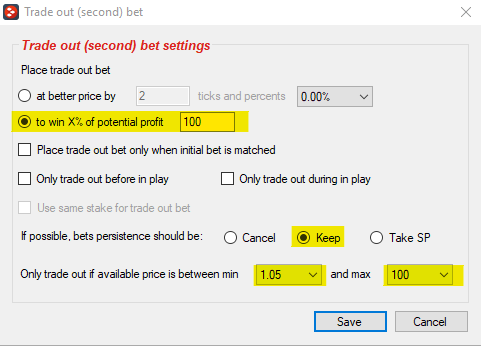 Trade out (second) bet
Trade out (second) bet settings
Place trade out bet
at better price by 2 ticks and percents 0.00%
to win X% of potential profit 100
Place trade out bet only when initial bet is matched
Only trade out before in play Only trade out during in play
Use same stake for trade out bet
If possible, bets persistence should be: Cancel Keep Take SP
Only trade out if available price is between min 1.05 and max 100
Save Cancel